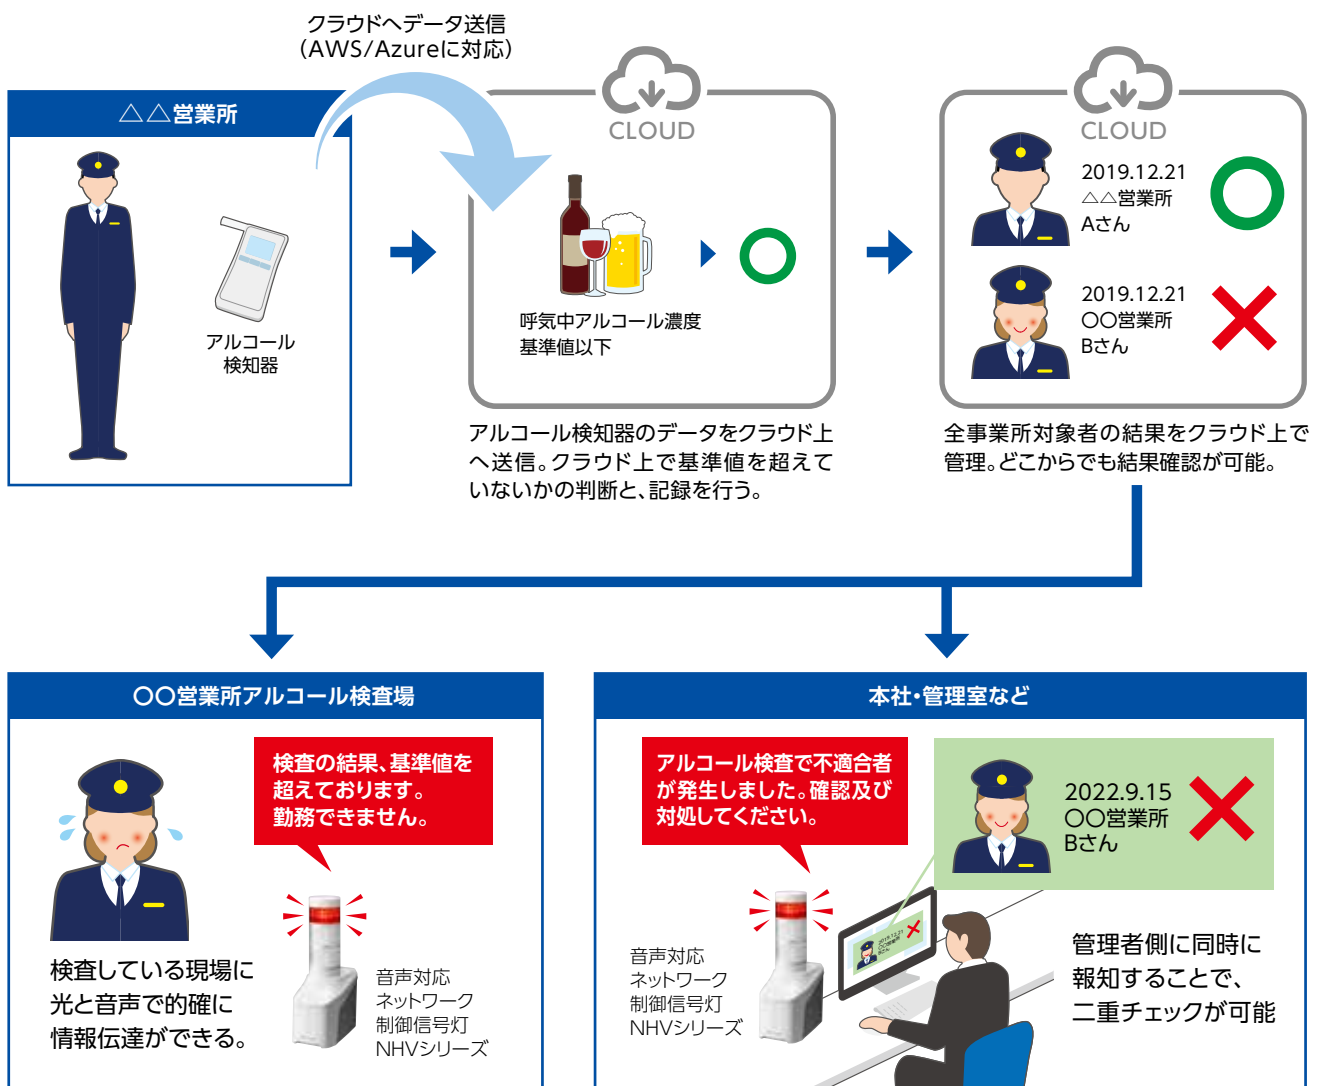 クラウドへデータ送信
（AWS/Azureに対応）
△△営業所
アルコール
検知器
CLOUD
呼気中アルコール濃度
基準値以下
アルコール検知器のデータをクラウド上
へ送信。クラウド上で基準値を超えて
いないかの判断と、記録を行う。
CLOUD
2019.12.21
△△営業所
Aさん
2019.12.21
〇〇営業所
Bさん
全事業所対象者の結果をクラウド上で
管理。どこからでも結果確認が可能。
〇〇営業所アルコール検査場
検査の結果、基準値を
超えております。
勤務できません。
検査している現場に
光と音声で的確に
情報伝達ができる。
音声対応
ネットワーク
制御信号灯
NHVシリーズ
本社・管理室など
アルコール検査で不適合者
が発生しました。確認及び
対処してください。
2022.9.15
〇〇営業所
Bさん
音声対応
ネットワーク
制御信号灯
NHVシリーズ
2019.12.21
〇〇営業所
Bさん
管理者側に同時に
報知することで、
二重チェックが可能